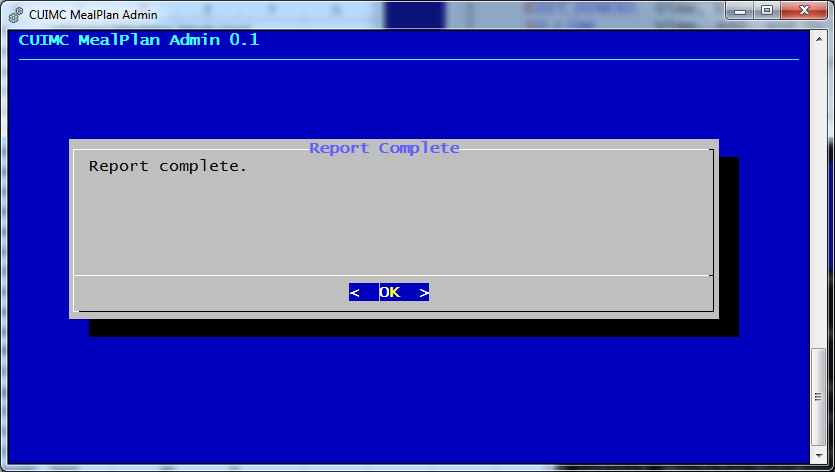 CUIMC MealPlan Admin
CUIMC MealPlan Admin 0.1
Report Complete
Report complete.
< OK >